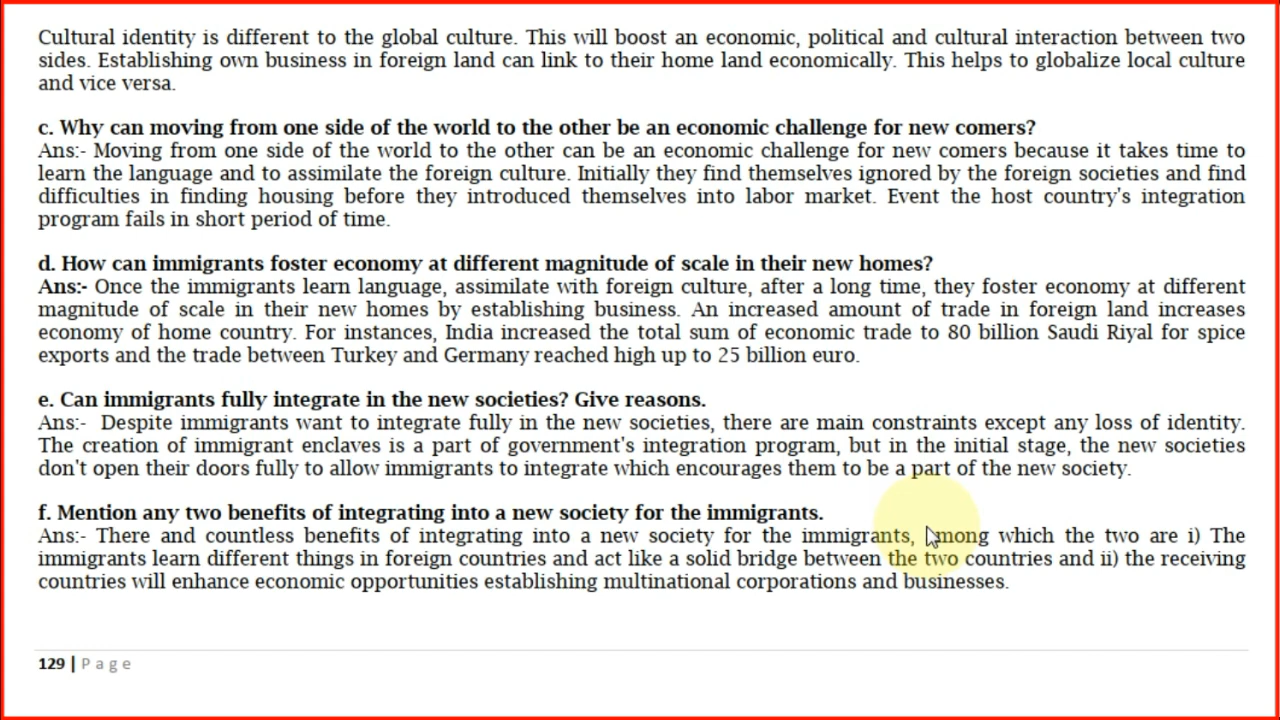 Cultural identity is different to the global culture. This will boost an economic, political and cultural interaction between two
sides. Establishing own business in foreign land can link to their home land economically. This helps to globalize local culture
and vice versa.
c. Why can moving from one side of the world to the other be an economic challenge for new comers?
Ans:- Moving from one side of the world to the other can be an economic challenge for new comers because it takes time to
learn the language and to assimilate the foreign culture. Initially they find themselves ignored by the foreign societies and find
difficulties in finding housing before they introduced themselves into labor market. Event the host country's integration
program fails in short period of time.
d. How can immigrants foster economy at different magnitude of scale in their new homes?
Ans:- Once the immigrants learn language, assimilate with foreign culture, after a long time, they foster economy at different
magnitude of scale in their new homes by establishing business. An increased amount of trade in foreign land increases
economy of home country. For instances, India increased the total sum of economic trade to 80 billion Saudi Riyal for spice
exports and the trade between Turkey and Germany reached high up to 25 billion euro.
e. Can immigrants fully integrate in the new societies? Give reasons.
Ans:- Despite immigrants want to integrate fully in the new societies, there are main constraints except any loss of identity.
The creation of immigrant enclaves is a part of government's integration program, but in the initial stage, the new societies
don't open their doors fully to allow immigrants to integrate which encourages them to be a part of the new society.
f. Mention any two benefits of integrating into a new society for the immigrants.
Ans:- There and countless benefits of integrating into a new society for the immigrants, among which the two are i) The
immigrants learn different things in foreign countries and act like a solid bridge between the two countries and ii) the receiving
countries will enhance economic opportunities establishing multinational corporations and businesses.
129 | Page